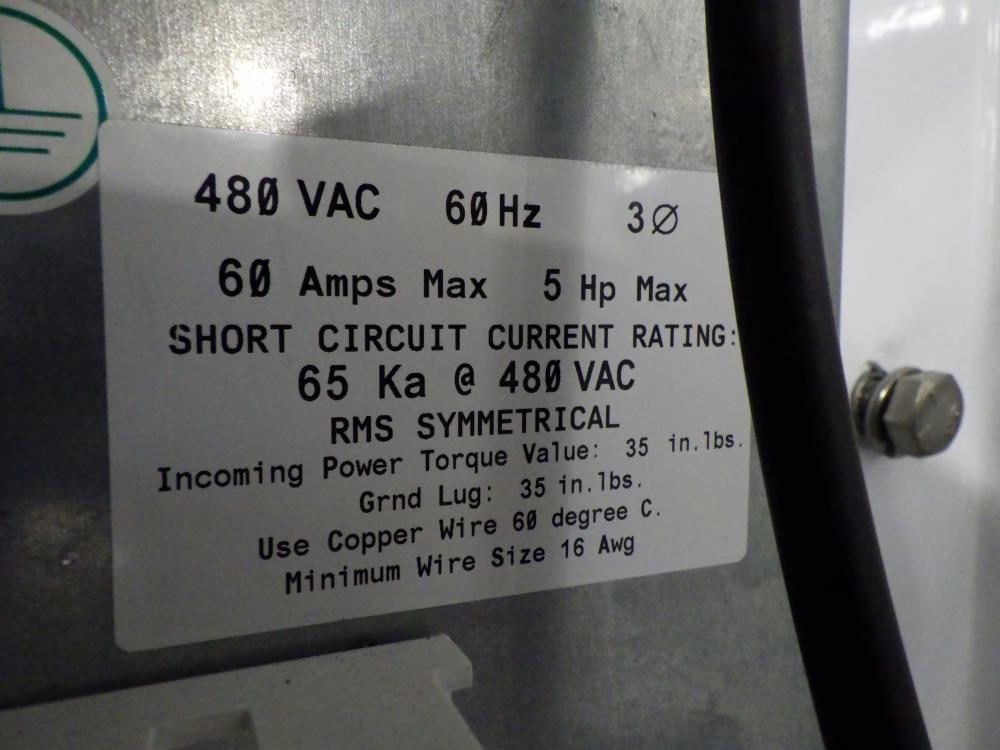 480 VAC 60 Hz 3Ø
60 Amps Max 5 Hp Max
SHORT CIRCUIT CURRENT RATING:
65 Ka @ 480 VAC
RMS SYMMETRICAL
Incoming Power Torque Value: 35 in.lbs.
Grnd Lug: 35 in.lbs.
Use Copper Wire 60 degree C.
Minimum Wire Size 16 Awg